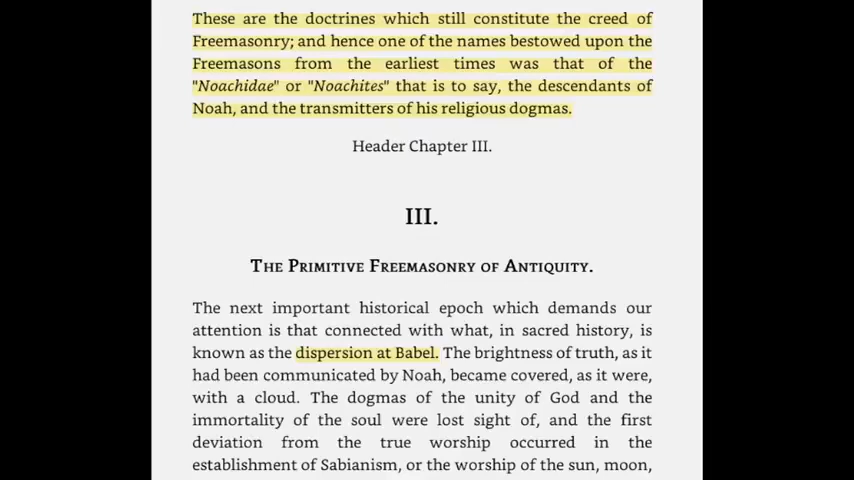 These are the doctrines which still constitute the creed of
Freemasonry; and hence one of the names bestowed upon the
Freemasons from the earliest times was that of the
"Noachidae" or "Noachites" that is to say, the descendants of
Noah, and the transmitters of his religious dogmas.
Header Chapter III.
III.
The Primitive Freemasonry of Antiquity.
The next important historical epoch which demands our
attention is that connected with what, in sacred history, is
known as the dispersion at Babel. The brightness of truth, as it
had been communicated by Noah, became covered, as it were,
with a cloud. The dogmas of the unity of God and the
immortality of the soul were lost sight of, and the first
deviation from the true worship occurred in the
establishment of Sabianism, or the worship of the sun, moon,